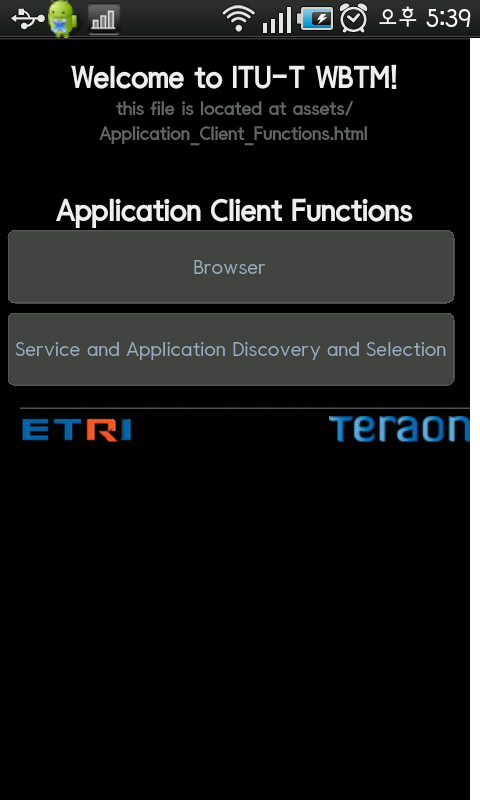 오후 5:39
Welcome to ITU-T WBTM!
this file is located at assets/
Application_Client_Functions.html
Application Client Functions
Browser
Service and Application Discovery and Selection
ETRI Teraon